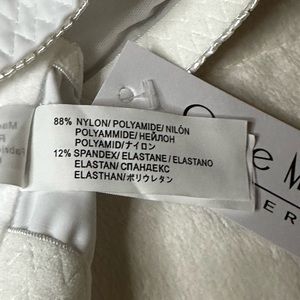 88% NYLON/ POLYAMIDE/ NILÓN
POLYAMMIDE/ НЕЙЛОН
POLYAMID/ナイロン
12% SPANDEX/ ELASTANE/ ELASTANO
ELASTAN/ СПАНДЕКС
ELASTHAN/ポリウレタン